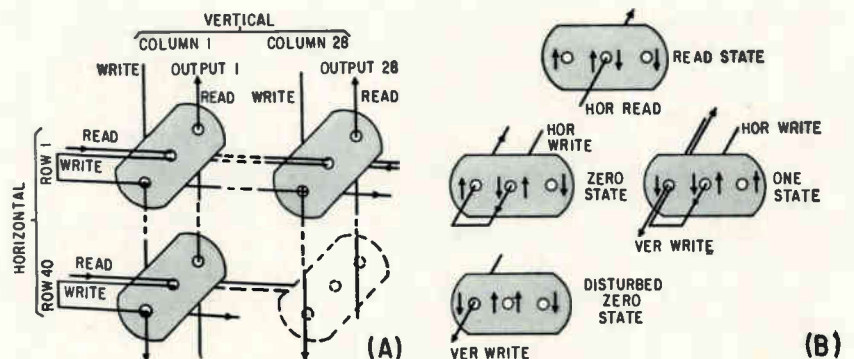 VERTICAL
COLUMN 1 COLUMN 28
WRITE OUTPUT 1 OUTPUT 28
READ WRITE READ
READ
WRITE
ROW 1
HORIZONTAL
ROW 40
READ
WRITE
(A)
READ STATE
HOR READ
HOR WRITE
HOR
WRITE
ZERO
STATE
ONE
STATE
VER WRITE
DISTURBED
ZERO
STATE
VER WRITE
(B)